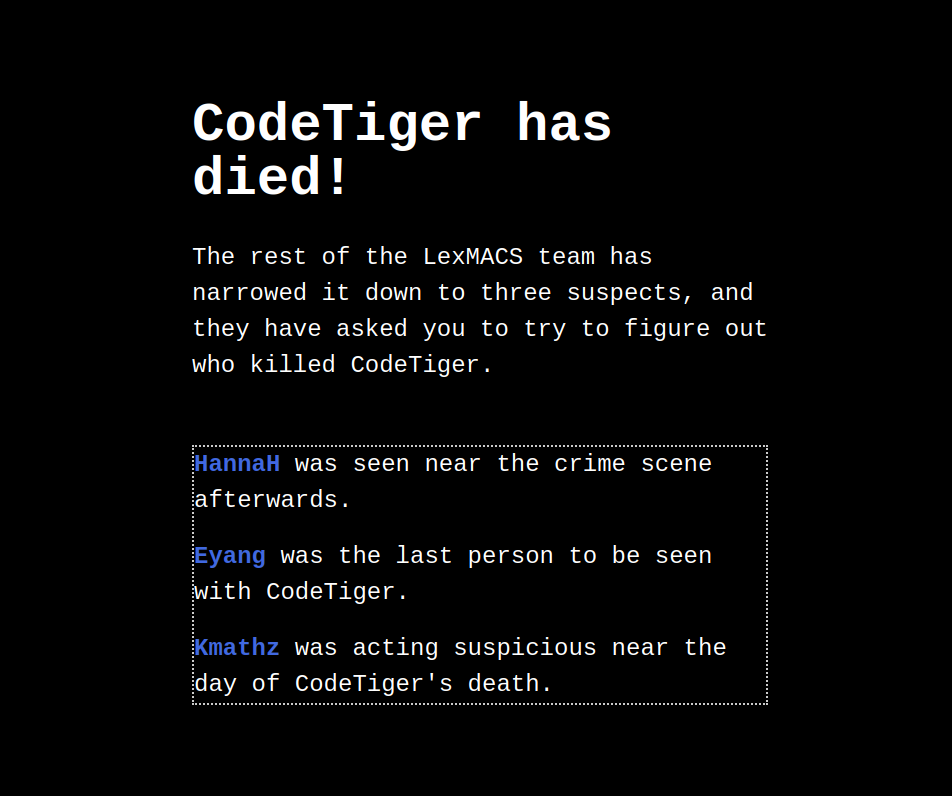 CodeTiger has
died!
The rest of the LexMACS team has
narrowed it down to three suspects, and
they have asked you to try to figure out
who killed CodeTiger.
HannaH was seen near the crime scene
afterwards.
Eyang was the last person to be seen
with CodeTiger.
Kmathz was acting suspicious near the
day of CodeTiger's death.